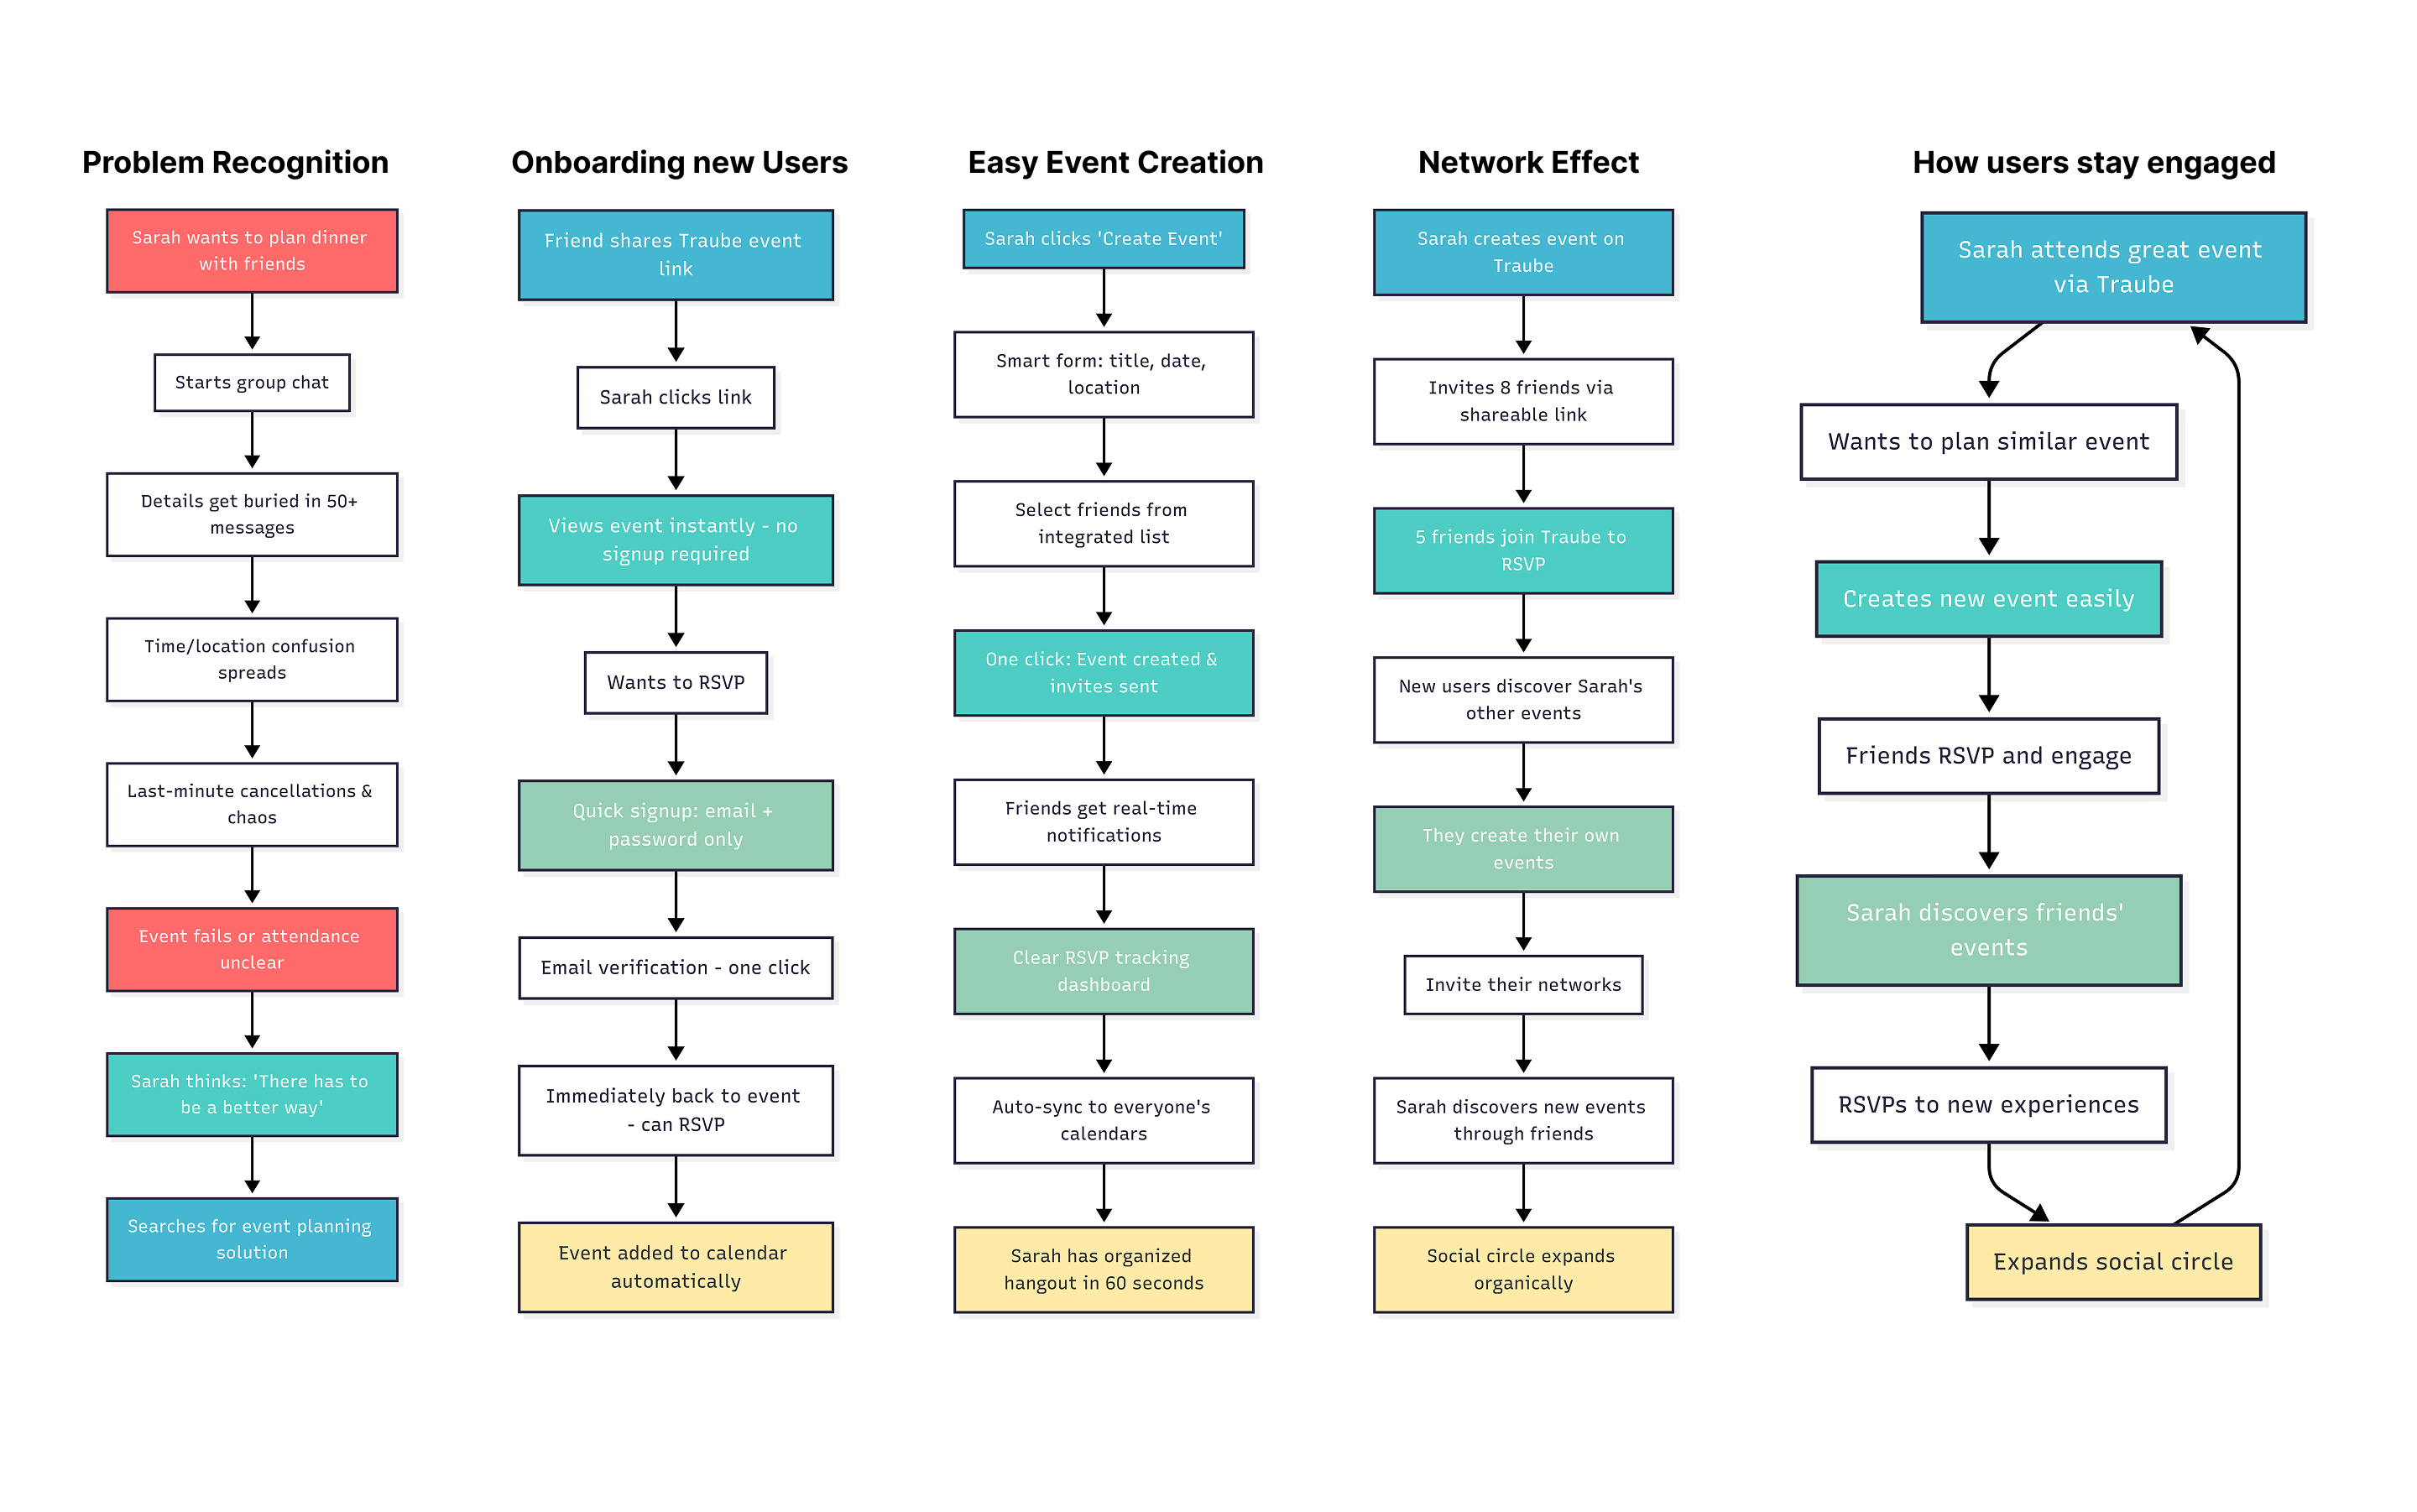 Problem Recognition
Sarah wants to plan dinner
with friends
Starts group chat
Details get buried in 50+
messages
Time/location confusion
spreads
Last-minute cancellations &
chaos
Event fails or attendance
unclear
Sarah thinks: 'There has to
be a better way'
Searches for event planning
solution
Onboarding new Users
Friend shares Traube event
link
Sarah clicks link
Views event instantly - no
signup required
Wants to RSVP
Quick signup: email +
password only
Email verification - one click
Immediately back to event
- can RSVP
Event added to calendar
automatically
Easy Event Creation
Sarah clicks 'Create Event'
Smart form: title, date,
location
Select friends from
integrated list
One click: Event created &
invites sent
Friends get real-time
notifications
Clear RSVP tracking
dashboard
Auto-sync to everyone's
calendars
Sarah has organized
hangout in 60 seconds
Network Effect
Sarah creates event on
Traube
Invites 8 friends via
shareable link
5 friends join Traube to
RSVP
New users discover Sarah's
other events
They create their own
events
Invite their networks
Sarah discovers new events
through friends
Social circle expands
organically
How users stay engaged
Sarah attends great event
via Traube
Wants to plan similar event
Creates new event easily
Friends RSVP and engage
Sarah discovers friends'
events
RSVPs to new experiences
Expands social circle